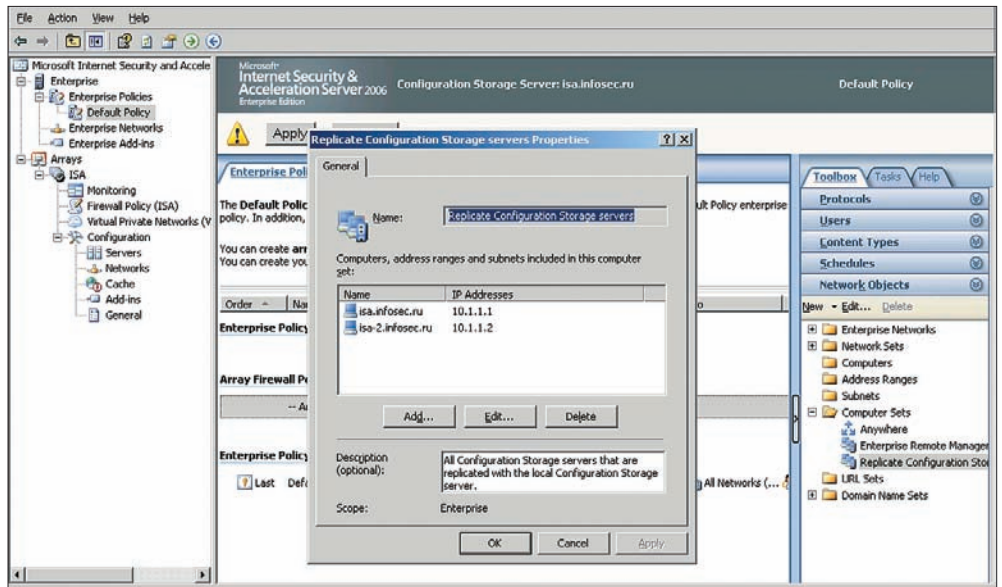 File Action View Help
Microsoft Internet Security and Accele
Enterprise
Enterprise Policies
Default Policy
Enterprise Networks
Enterprise Add-ins
Arrays
ISA
Monitoring
Firewall Policy (ISA)
Virtual Private Networks (V
Configuration
Servers
Networks
Cache
Add-ins
General
Microsoft
Internet Security &
Acceleration Server 2006
Enterprise Edition
Configuration Storage Server: isa.infosec.ru
Default Policy
Apply
Enterprise Pol
The Default Polic
policy. In addition,
ult Policy enterprise
You can create arr
You can create you
Order Na
o
Enterprise Policy
Array Firewall Po
-- A
Enterprise Policy
Last Defa
All Networks (...
Replicate Configuration Storage servers Properties
General
Name: Replicate Configuration Storage servers
Computers, address ranges and subnets included in this computer
set:
Name IP Addresses
isa.infosec.ru 10.1.1.1
isa-2.infosec.ru 10.1.1.2
Add... Edit... Delete
Description
(optional):
All Configuration Storage servers that are
replicated with the local Configuration Storage
server.
Scope: Enterprise
OK Cancel Apply
Toolbox Tasks Help
Protocols
Users
Content Types
Schedules
Network Objects
New Edit... Delete
Enterprise Networks
Network Sets
Computers
Address Ranges
Subnets
Computer Sets
Anywhere
Enterprise Remote Manager
Replicate Configuration Stor
URL Sets
Domain Name Sets